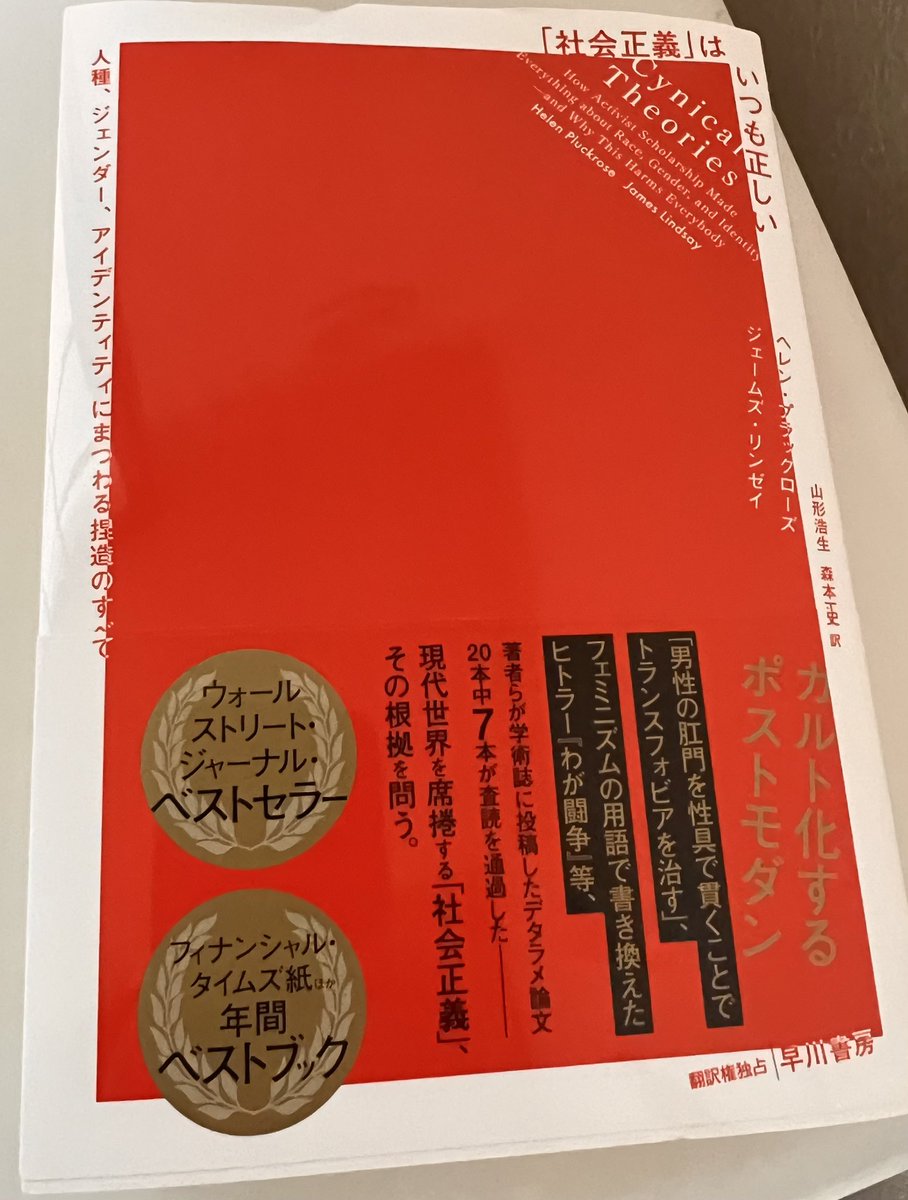 「社会正義」は
いつも正しい
Cynical
Theories
How Activist Scholarship Made
Everything about Race, Gender, and Identity
—and Why This Harms Everybody
Helen Pluckrose James Lindsay
人種、ジェンダー、アイデンティティにまつわる捏造のすべて
ヘレン・プラックローズ
ジェームズ・リンゼイ
山形浩生 森本正史 訳
カルト化する
ポストモダン
「男性の肛門を性具で貫くことで
トランスフォビアを治す」、
フェミニズムの用語で書き換えた
ヒトラー『わが闘争』等、
著者らが学術誌に投稿したデタラメ論文
20本中7本が査読を通過した――
現代世界を席捲する「社会正義」、
その根拠を問う。
ウォール
ストリート・
ジャーナル・
ベストセラー
フィナンシャル・
タイムズ紙ほか
年間
ベストブック
翻訳権独占
早川書房